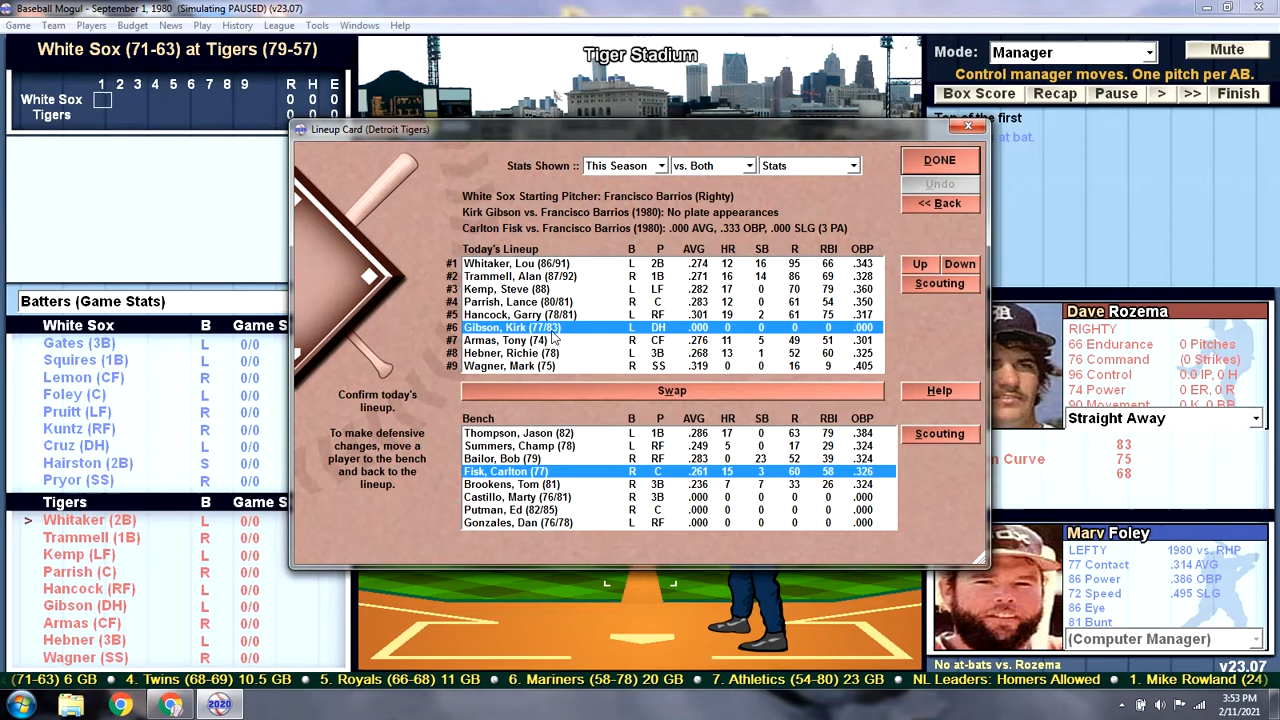 Baseball Mogul - September 1, 1980 (Simulating PAUSED) (v23.07)
Game Team Players Budget News Play History League Tools Windows Help
White Sox (71-63) at Tigers (79-57)
1 2 3 4 5 6 7 8 9 R H E
White Sox 0 0 0
Tigers 0 0 0
Tiger Stadium
Mode: Manager Mute
Control manager moves. One pitch per AB.
Box Score Recap Pause > >> Finish
Top of the first
at bat.
Lineup Card (Detroit Tigers)
Stats Shown :: This Season vs. Both Stats
DONE
Undo
<< Back
White Sox Starting Pitcher: Francisco Barrios (Righty)
Kirk Gibson vs. Francisco Barrios (1980): No plate appearances
Carlton Fisk vs. Francisco Barrios (1980): .000 AVG, .333 OBP, .000 SLG (3 PA)
Today's Lineup B P AVG HR SB R RBI OBP
#1 Whitaker, Lou (86/91) L 2B .274 12 16 95 66 .343
#2 Trammell, Alan (87/92) R 1B .271 16 14 86 69 .328
#3 Kemp, Steve (88) L LF .282 17 0 70 79 .360
#4 Parrish, Lance (80/81) R C .283 12 0 61 54 .350
#5 Hancock, Garry (78/81) L RF .301 19 2 61 75 .317
#6 Gibson, Kirk (77/83) L DH .000 0 0 0 0 .000
#7 Armas, Tony (74) R CF .276 11 5 49 51 .301
#8 Hebner, Richie (78) L 3B .268 13 1 52 60 .325
#9 Wagner, Mark (75) R SS .319 0 0 16 9 .405
Up Down
Scouting
Swap
Help
Confirm today's
lineup.
To make defensive
changes, move a
player to the bench
and back to the
lineup.
Bench B P AVG HR SB R RBI OBP
Thompson, Jason (82) L 1B .286 17 0 63 79 .384
Summers, Champ (78) L RF .249 5 0 17 29 .324
Bailor, Bob (79) R RF .283 0 23 52 39 .324
Fisk, Carlton (77) R C .261 15 3 60 58 .326
Brookens, Tom (81) R 3B .236 7 7 33 26 .324
Castillo, Marty (76/81) R 3B .000 0 0 0 0 .000
Putman, Ed (82/85) R C .000 0 0 0 0 .000
Gonzales, Dan (76/78) L RF .000 0 0 0 0 .000
Scouting
Batters (Game Stats)
White Sox B Game S
Gates (3B) L 0/0
Squires (1B) L 0/0
Lemon (CF) R 0/0
Foley (C) L 0/0
Pruitt (LF) R 0/0
Kuntz (RF) R 0/0
Cruz (DH) L 0/0
Hairston (2B) S 0/0
Pryor (SS) R 0/0
Tigers B Game S
> Whitaker (2B) L 0/0
Trammell (1B) R 0/0
Kemp (LF) L 0/0
Parrish (C) R 0/0
Hancock (RF) L 0/0
Gibson (DH) L 0/0
Armas (CF) R 0/0
Hebner (3B) L 0/0
Wagner (SS) R 0/0
Dave Rozema
RIGHTY
66 Endurance 0 Pitches
76 Command (0 Strikes)
96 Control 0.0 IP, 0 H
74 Power 0 ER, 0 R
90 Movement 0 K, 0 BB
Straight Away
83
n Curve 75
68
Marv Foley
LEFTY 1980 vs. RHP
77 Contact .314 AVG
86 Power .386 OBP
72 Speed .495 SLG
86 Eye
81 Bunt
(Computer Manager)
No at-bats vs. Rozema v23.07
(71-63) 6 GB • 4. Twins (68-69) 10.5 GB • 5. Royals (66-68) 11 GB • 6. Mariners (58-78) 20 GB • 7. Athletics (54-80) 23 GB • NL Leaders: Homers Allowed • 1. Mike Rowland (24)
2020
3:53 PM
2/11/2021